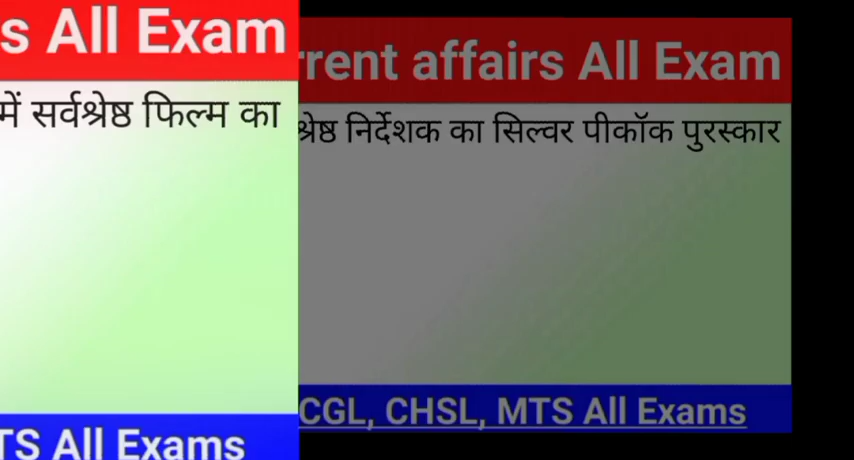 s All Exam
में सर्वश्रेष्ठ फिल्म का
TS All Exams
rrent affairs All Exam
श्रेष्ठ निर्देशक का सिल्वर पीकॉक पुरस्कार
CGL, CHSL, MTS All Exams